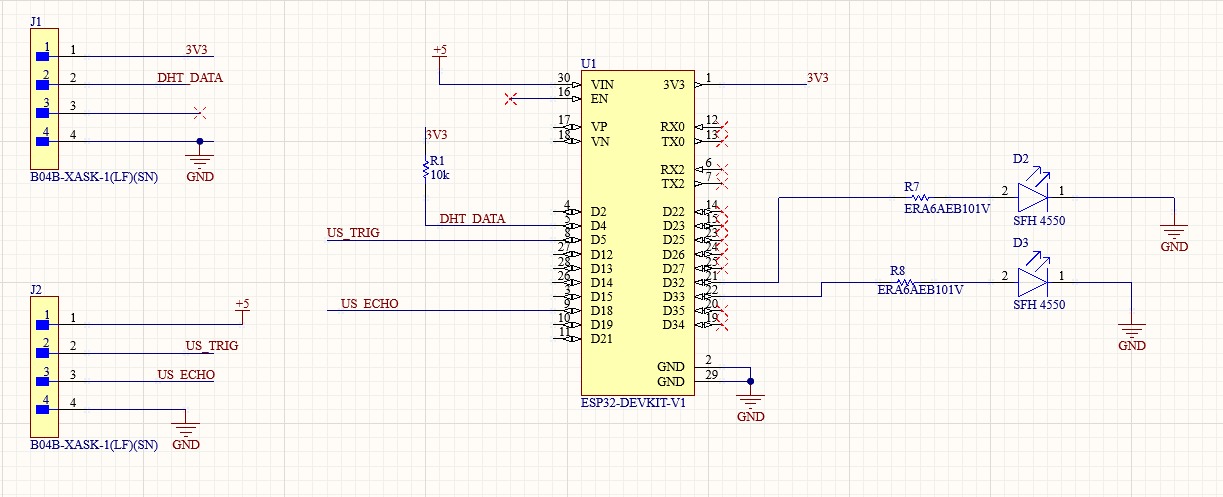 J1
1 1 3V3
2 2 DHT_DATA
3 3
4 4
GND
B04B-XASK-1(LF)(SN)
J2
1 1 +5
2 2 US_TRIG
3 3 US_ECHO
4 4
GND
B04B-XASK-1(LF)(SN)
+5
3V3
R1
10k
DHT_DATA
US_TRIG
US_ECHO
U1
30 VIN
16 EN
17 VP
18 VN
4 D2
5 D4
8 D5
27 D12
28 D13
26 D14
3 D15
9 D18
10 D19
11 D21
3V3 1 3V3
RX0 12
TX0 13
RX2 6
TX2 7
D22 14
D23 15
D25 23
D26 24
D27 25
D32 21
D33 22
D35 20
D34 19
GND 2
GND 29
GND
ESP32-DEVKIT-V1
R7
ERA6AEB101V
D2
2 1
SFH 4550
GND
R8
ERA6AEB101V
D3
2 1
SFH 4550
GND